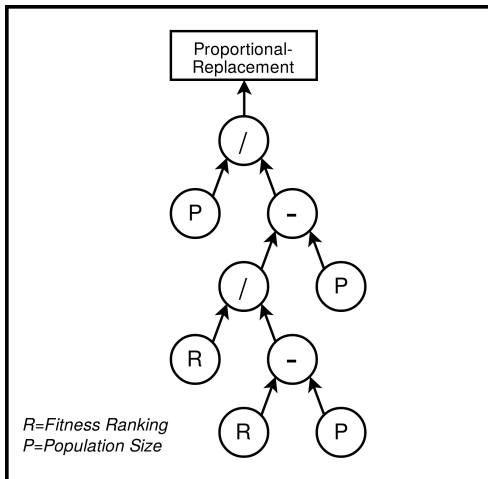 Proportional-
Replacement
/
P
-
/
P
R
-
R
P
R=Fitness Ranking
P=Population Size